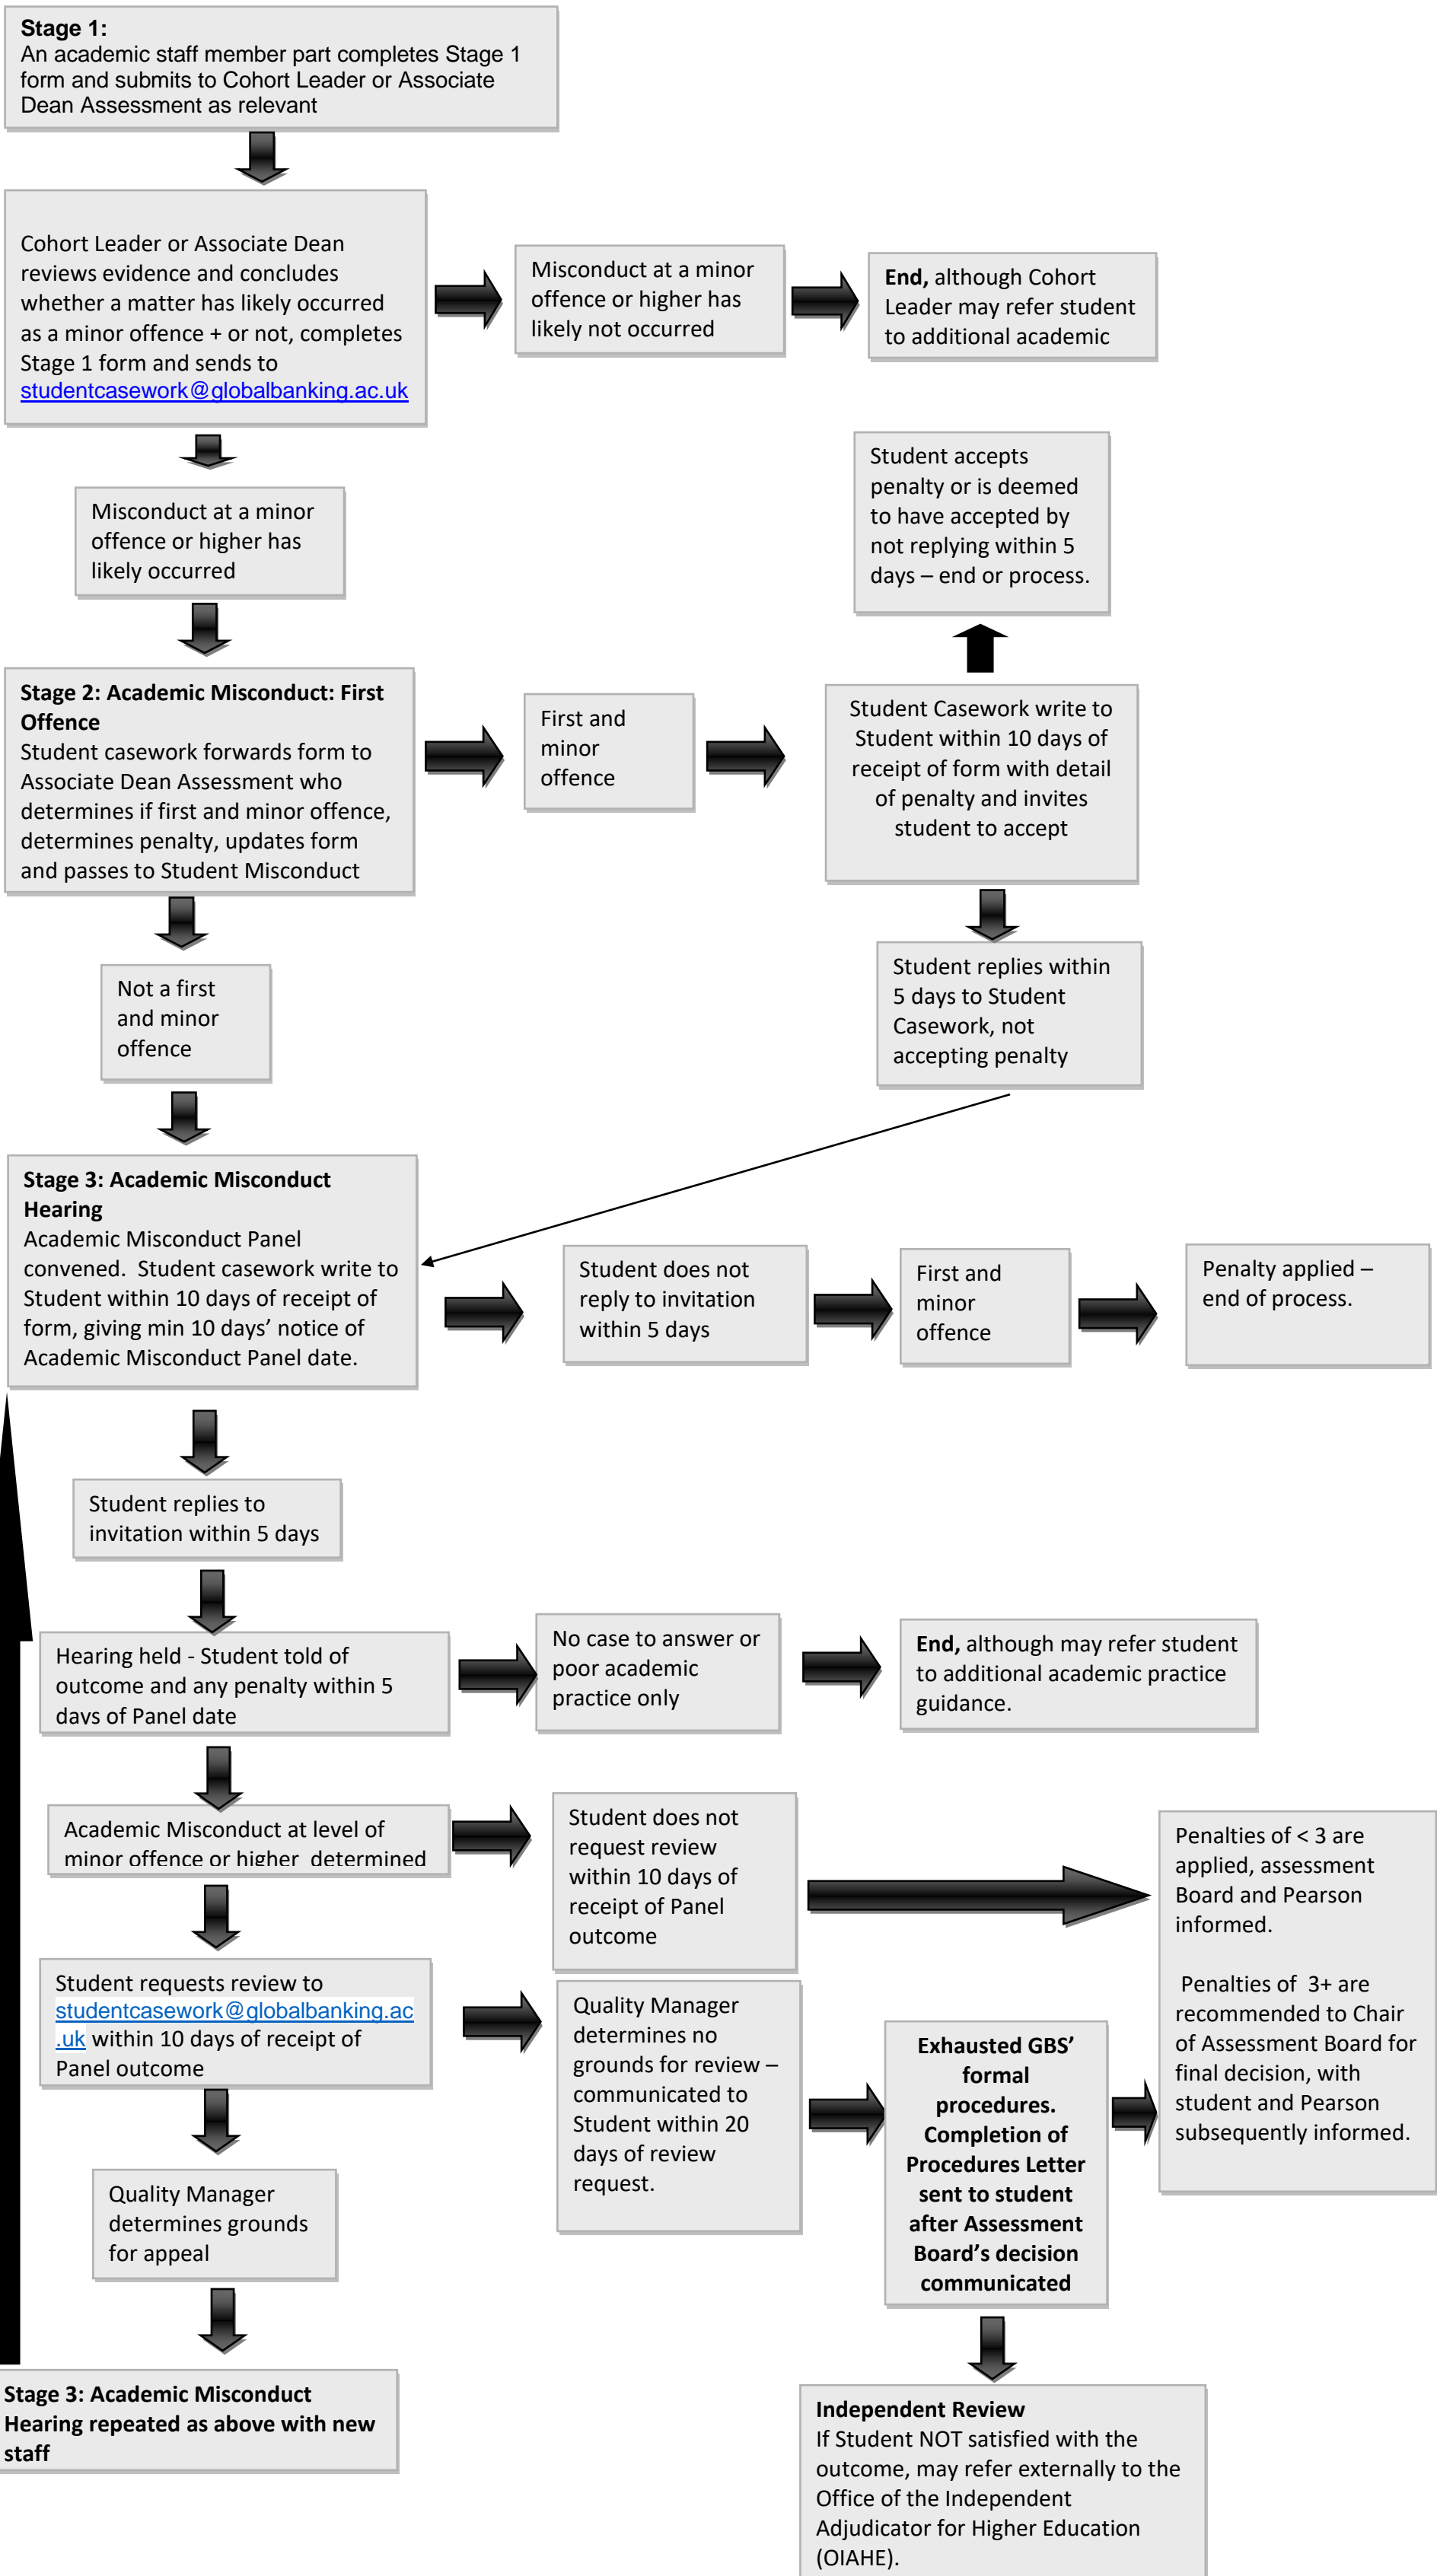 Stage 1:
An academic staff member part completes Stage 1
form and submits to Cohort Leader or Associate
Dean Assessment as relevant
Cohort Leader or Associate Dean
reviews evidence and concludes
whether a matter has likely occurred
as a minor offence + or not, completes
Stage 1 form and sends to
studentcasework@globalbanking.ac.uk
Misconduct at a minor
offence or higher has
likely not occurred
End, although Cohort
Leader may refer student
to additional academic
Misconduct at a minor
offence or higher has
likely occurred
Student accepts
penalty or is deemed
to have accepted by
not replying within 5
days – end or process.
Stage 2: Academic Misconduct: First
Offence
Student casework forwards form to
Associate Dean Assessment who
determines if first and minor offence,
determines penalty, updates form
and passes to Student Misconduct
First and
minor
offence
Student Casework write to
Student within 10 days of
receipt of form with detail
of penalty and invites
student to accept
Not a first
and minor
offence
Student replies within
5 days to Student
Casework, not
accepting penalty
Stage 3: Academic Misconduct
Hearing
Academic Misconduct Panel
convened.  Student casework write to
Student within 10 days of receipt of
form, giving min 10 days’ notice of
Academic Misconduct Panel date.
Student does not
reply to invitation
within 5 days
First and
minor
offence
Penalty applied –
end of process.
Student replies to
invitation within 5 days
Hearing held - Student told of
outcome and any penalty within 5
days of Panel date
No case to answer or
poor academic
practice only
End, although may refer student
to additional academic practice
guidance.
Academic Misconduct at level of
minor offence or higher  determined
Student does not
request review
within 10 days of
receipt of Panel
outcome
Penalties of < 3 are
applied, assessment
Board and Pearson
informed.
Penalties of  3+ are
recommended to Chair
of Assessment Board for
final decision, with
student and Pearson
subsequently informed.
Student requests review to
studentcasework@globalbanking.ac
.uk within 10 days of receipt of
Panel outcome
Quality Manager
determines no
grounds for review –
communicated to
Student within 20
days of review
request.
Exhausted GBS’
formal
procedures.
Completion of
Procedures Letter
sent to student
after Assessment
Board’s decision
communicated
Quality Manager
determines grounds
for appeal
Stage 3: Academic Misconduct
Hearing repeated as above with new
staff
Independent Review
If Student NOT satisfied with the
outcome, may refer externally to the
Office of the Independent
Adjudicator for Higher Education
(OIAHE).